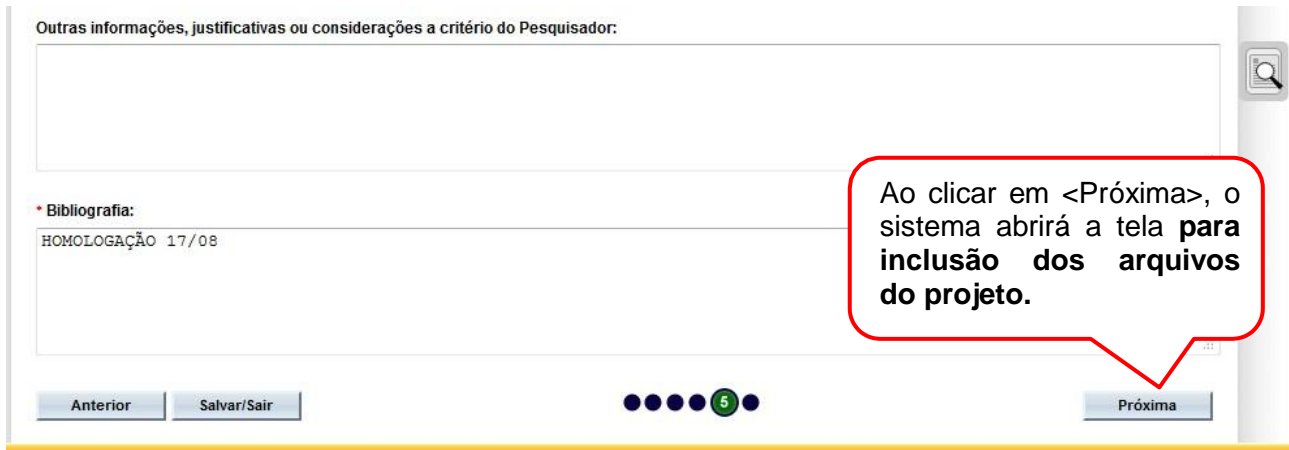 Outras informações, justificativas ou considerações a critério do Pesquisador:
Ao clicar em <Próxima>, o
sistema abrirá a tela para
inclusão dos arquivos
do projeto.
* Bibliografia:
HOMOLOGAÇÃO 17/08
Anterior Salvar/Sair 5 Próxima